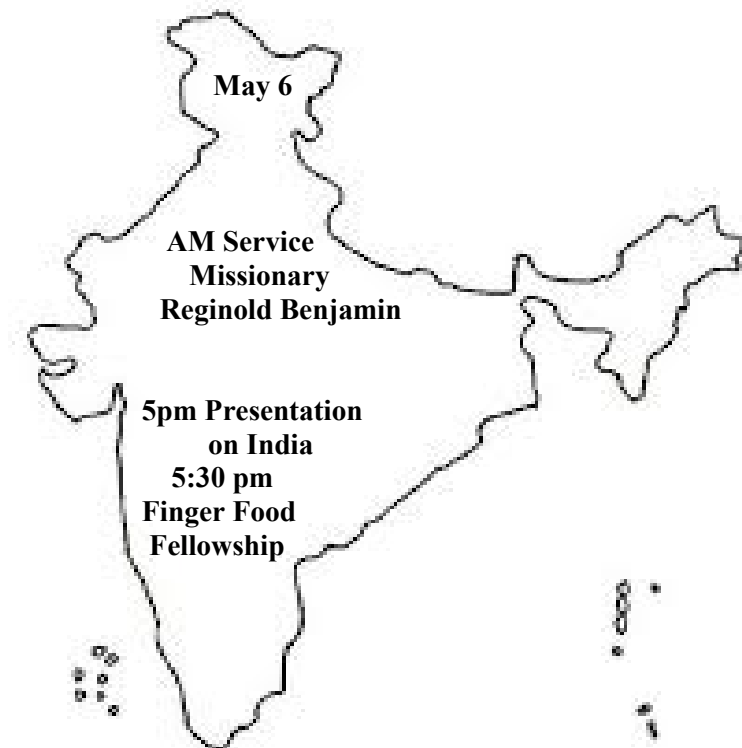 May 6
AM Service
Missionary
Reginold Benjamin
5pm Presentation
on India
5:30 pm
Finger Food
Fellowship